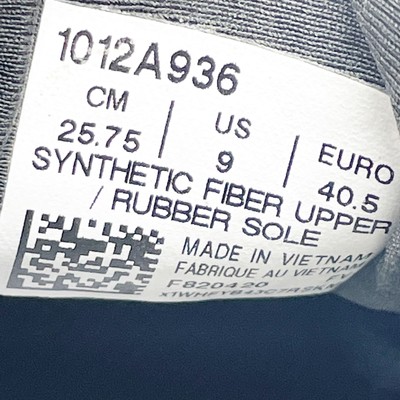 1012A936
CM | US | EURO
25.75 9 40.5
SYNTHETIC FIBER UPPER
/ RUBBER SOLE
MADE IN VIETNAM
FABRIQUE AU VIETNAM
F820420 FV